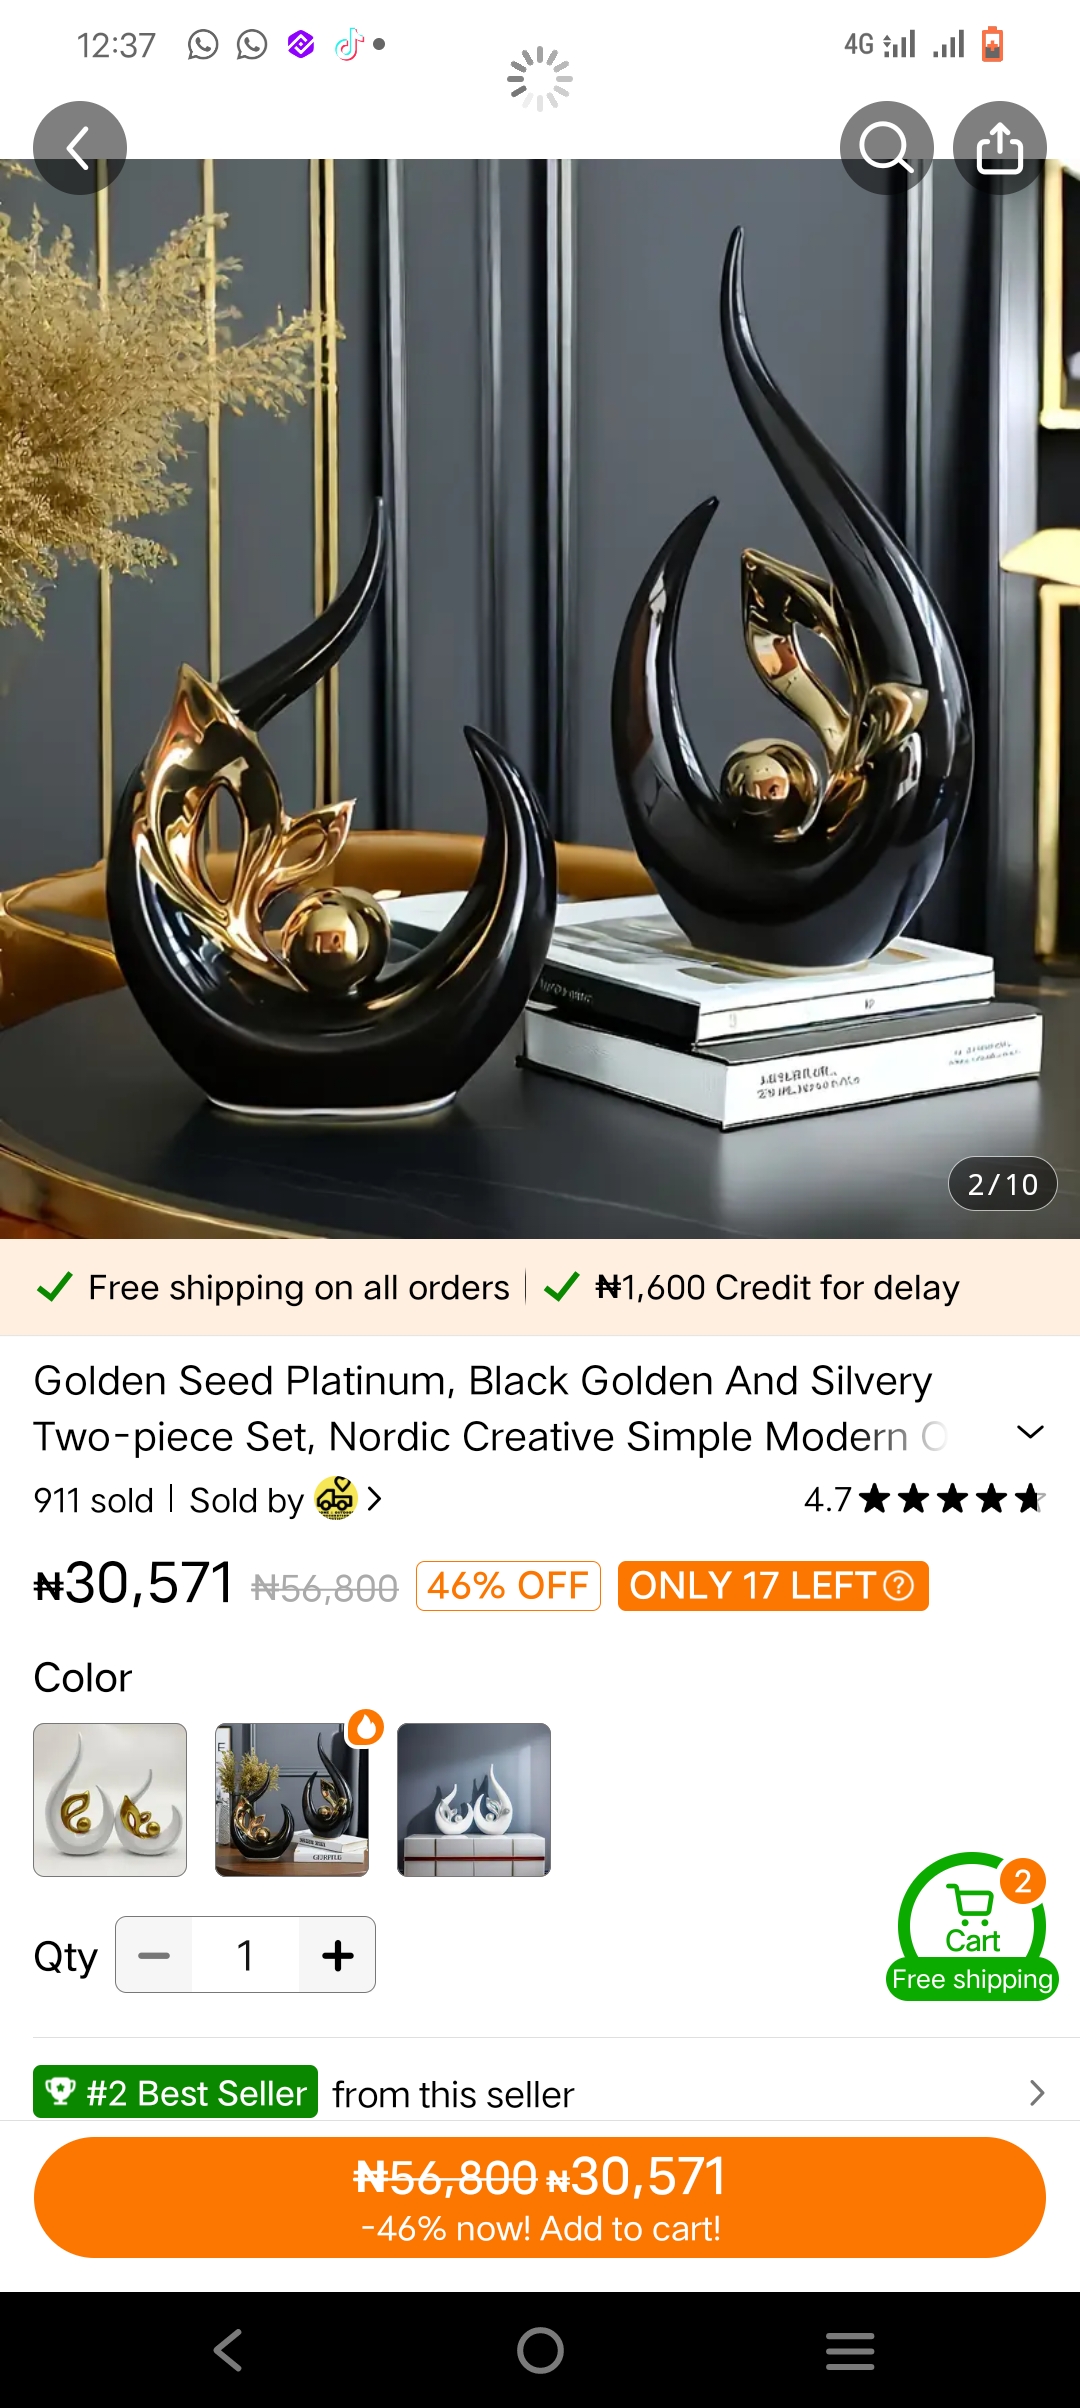 12:37
4G
2/10
Free shipping on all orders
₦1,600 Credit for delay
Golden Seed Platinum, Black Golden And Silvery
Two-piece Set, Nordic Creative Simple Modern O
911 sold | Sold by
4.7
₦30,571 ₦56,800 46% OFF ONLY 17 LEFT ?
Color
Qty 1
2
Cart
Free shipping
#2 Best Seller from this seller
₦56,800 ₦30,571
-46% now! Add to cart!